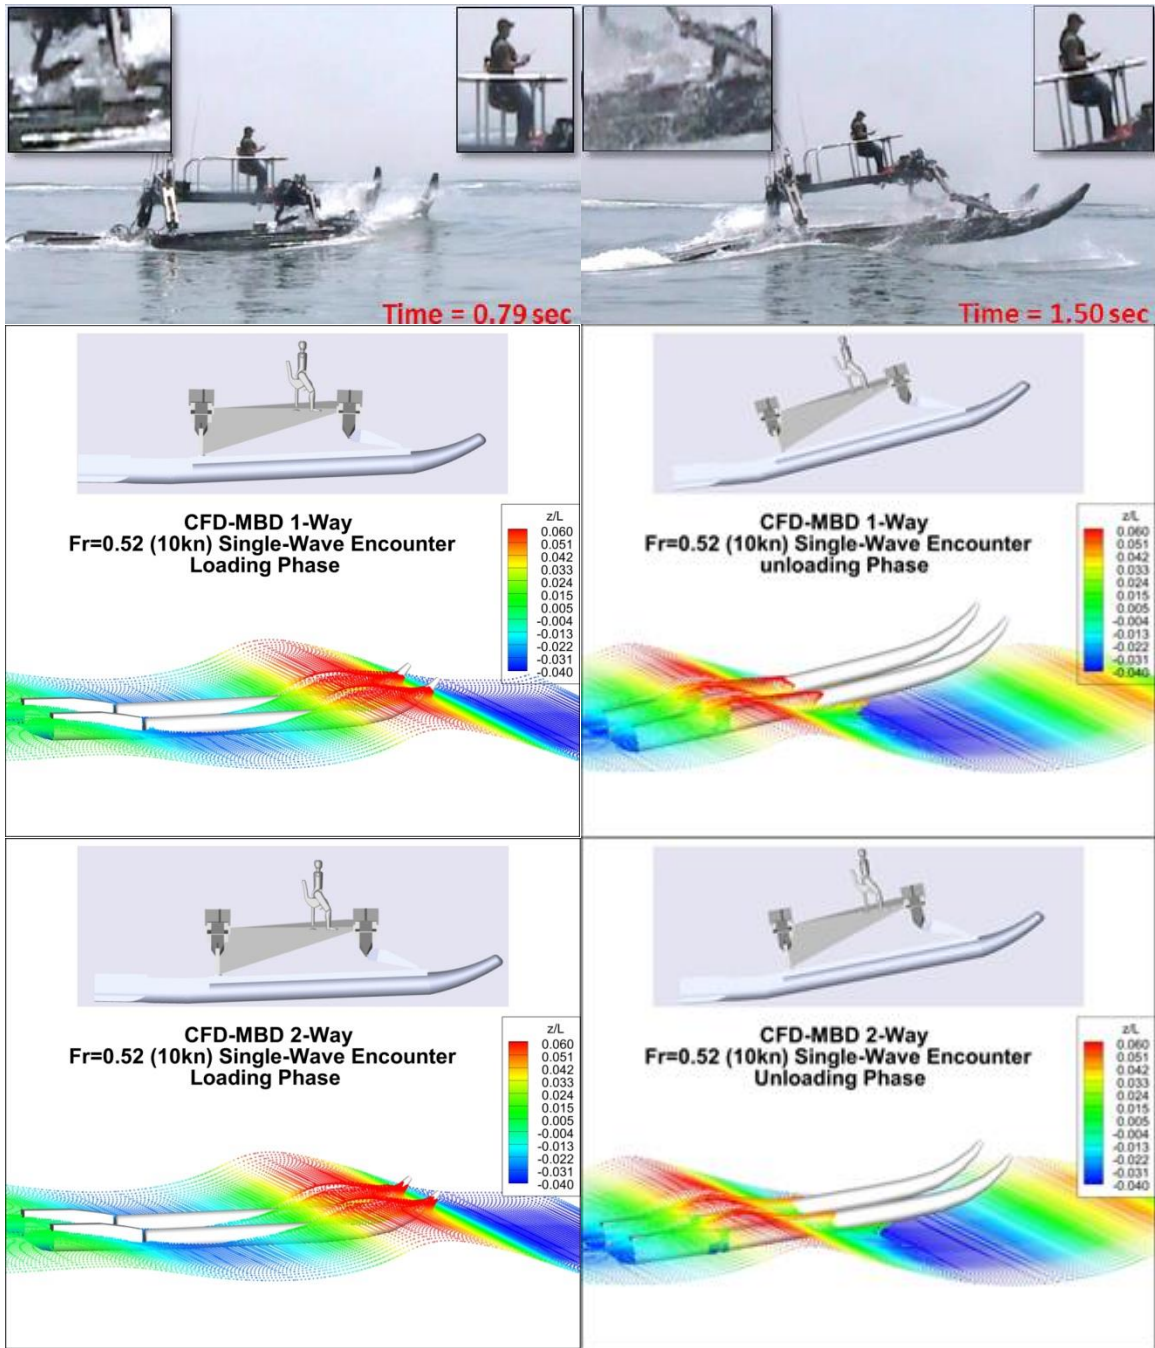 Time = 0.79 sec
Time = 1.50 sec
CFD-MBD 1-Way
Fr=0.52 (10kn) Single-Wave Encounter
Loading Phase
z/L
0.060
0.051
0.042
0.033
0.024
0.015
0.005
-0.004
-0.013
-0.022
-0.031
-0.040
CFD-MBD 1-Way
Fr=0.52 (10kn) Single-Wave Encounter
unloading Phase
z/L
0.060
0.051
0.042
0.033
0.024
0.015
0.005
-0.004
-0.013
-0.022
-0.031
-0.040
CFD-MBD 2-Way
Fr=0.52 (10kn) Single-Wave Encounter
Loading Phase
z/L
0.060
0.051
0.042
0.033
0.024
0.015
0.005
-0.004
-0.013
-0.022
-0.031
-0.040
CFD-MBD 2-Way
Fr=0.52 (10kn) Single-Wave Encounter
Unloading Phase
z/L
0.060
0.051
0.042
0.033
0.024
0.015
0.005
-0.004
-0.013
-0.022
-0.031
-0.040